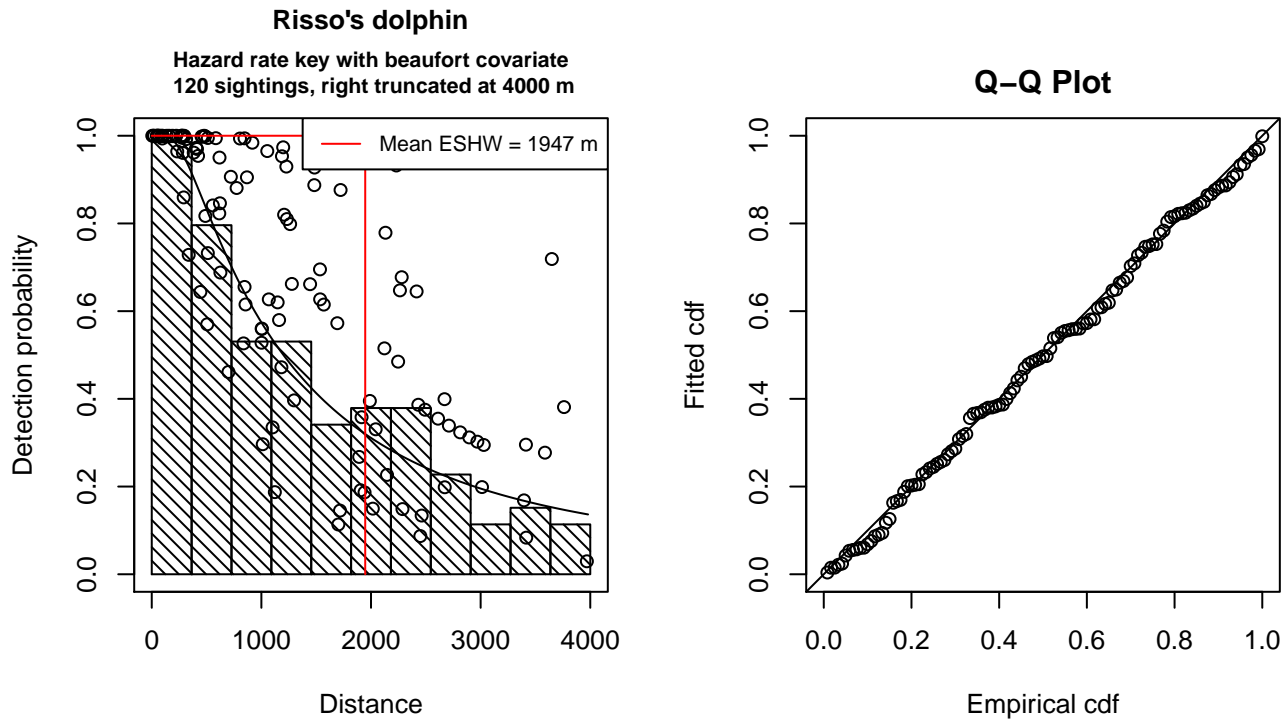 Risso's dolphin
Hazard rate key with beaufort covariate
120 sightings, right truncated at 4000 m
Mean ESHW = 1947 m
Detection probability
0.0 0.2 0.4 0.6 0.8 1.0
0 1000 2000 3000 4000
Distance
Q−Q Plot
Fitted cdf
0.0 0.2 0.4 0.6 0.8 1.0
0.0 0.2 0.4 0.6 0.8 1.0
Empirical cdf